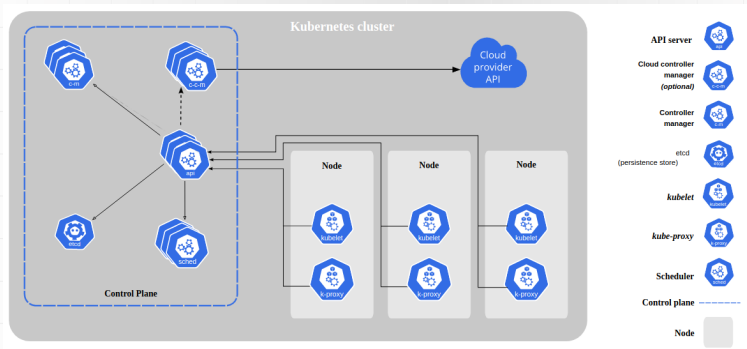 Kubernetes cluster
c-m
c-c-m
Cloud
provider
API
api
Node
Node
Node
etcd
sched
kubelet
kubelet
kubelet
k-proxy
k-proxy
k-proxy
Control Plane
API server
api
Cloud controller
manager
(optional)
c-c-m
Controller
manager
c-m
etcd
(persistence store)
etcd
kubelet
kubelet
kube-proxy
k-proxy
Scheduler
sched
Control plane
Node